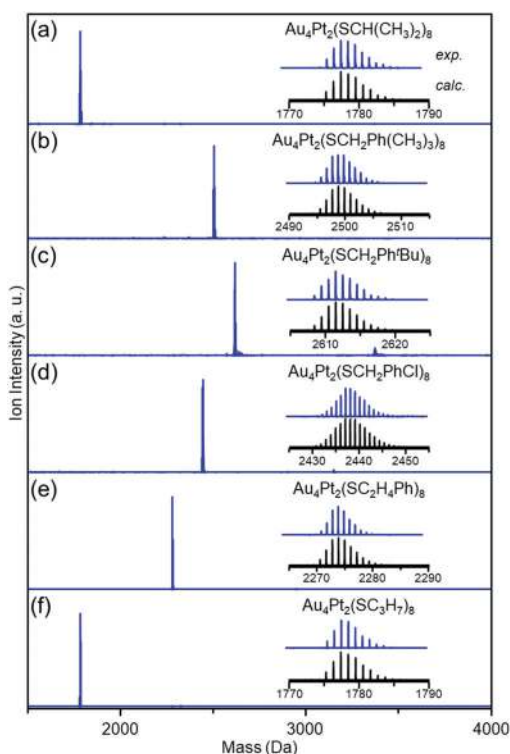 (a)
Au₄Pt₂(SCH(CH₃)₂)₈
exp.
calc.
1770 1780 1790
(b)
Au₄Pt₂(SCH₂Ph(CH₃)₃)₈
2490 2500 2510
(c)
Au₄Pt₂(SCH₂PhᵗBu)₈
2610 2620
(d)
Au₄Pt₂(SCH₂PhCl)₈
2430 2440 2450
(e)
Au₄Pt₂(SC₂H₄Ph)₈
2270 2280 2290
(f)
Au₄Pt₂(SC₃H₇)₈
1770 1780 1790
Ion Intensity (a. u.)
2000 3000 4000
Mass (Da)